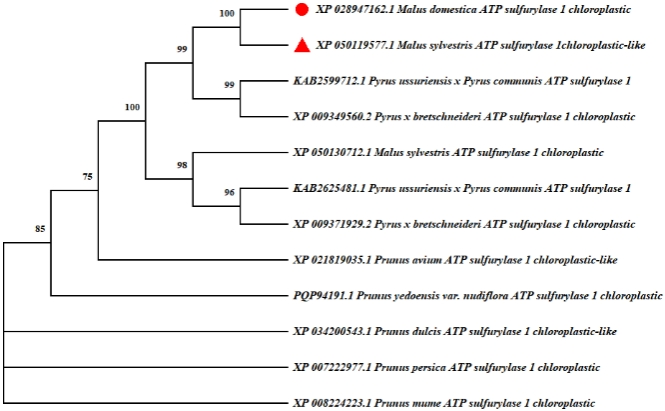 100
XP 028947162.1 Malus domestica ATP sulfurylase 1 chloroplastic
XP 050119577.1 Malus sylvestris ATP sulfurylase 1chloroplastic-like
99
KAB2599712.1 Pyrus ussuriensis x Pyrus communis ATP sulfurylase 1
99
XP 009349560.2 Pyrus x bretschneideri ATP sulfurylase 1 chloroplastic
100
XP 050130712.1 Malus sylvestris ATP sulfurylase 1 chloroplastic
98
KAB2625481.1 Pyrus ussuriensis x Pyrus communis ATP sulfurylase 1
96
XP 009371929.2 Pyrus x bretschneideri ATP sulfurylase 1 chloroplastic
75
XP 021819035.1 Prunus avium ATP sulfurylase 1 chloroplastic-like
85
PQP94191.1 Prunus yedoensis var. nudiflora ATP sulfurylase 1 chloroplastic
XP 034200543.1 Prunus dulcis ATP sulfurylase 1 chloroplastic-like
XP 007222977.1 Prunus persica ATP sulfurylase 1 chloroplastic
XP 008224223.1 Prunus mume ATP sulfurylase 1 chloroplastic